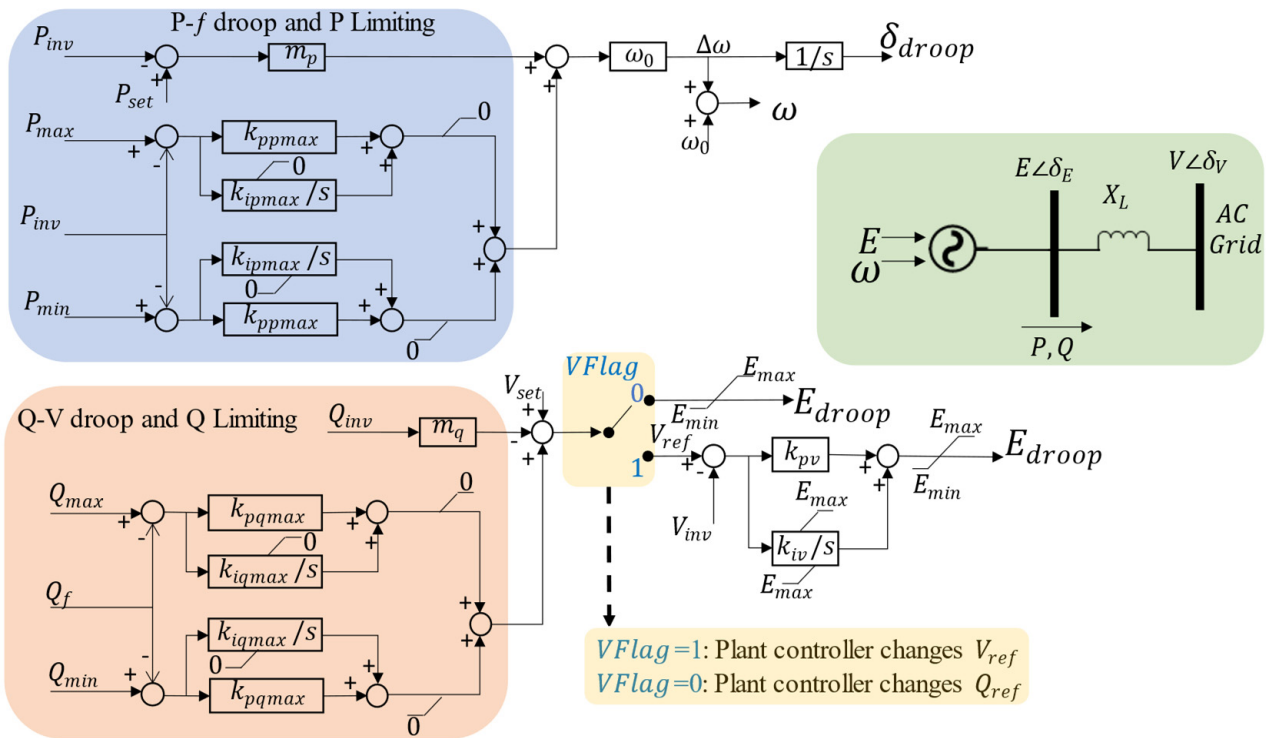 P-f droop and P Limiting
P_inv
m_p
ω_0
Δω
1/s
δ_droop
-
+
+
+
+
+
P_set
ω
ω_0
P_max
+
-
k_ppmax
+
+
0
0
k_ipmax /s
P_inv
+
+
k_ipmax /s
0
-
+
P_min
k_ppmax
+
+
0
E∠δ_E
V∠δ_V
X_L
AC
Grid
E
ω
P, Q
Q-V droop and Q Limiting
Q_inv
m_q
V_set
+
-
+
VFlag
0
1
E_max
E_min
E_droop
V_ref
+
-
V_inv
k_pv
+
+
E_max
k_iv/s
E_max
E_max
E_min
E_droop
Q_max
+
-
k_pqmax
+
+
0
0
k_iqmax /s
Q_f
+
+
k_iqmax /s
0
-
+
Q_min
k_pqmax
+
+
0
VFlag=1: Plant controller changes V_ref
VFlag=0: Plant controller changes Q_ref